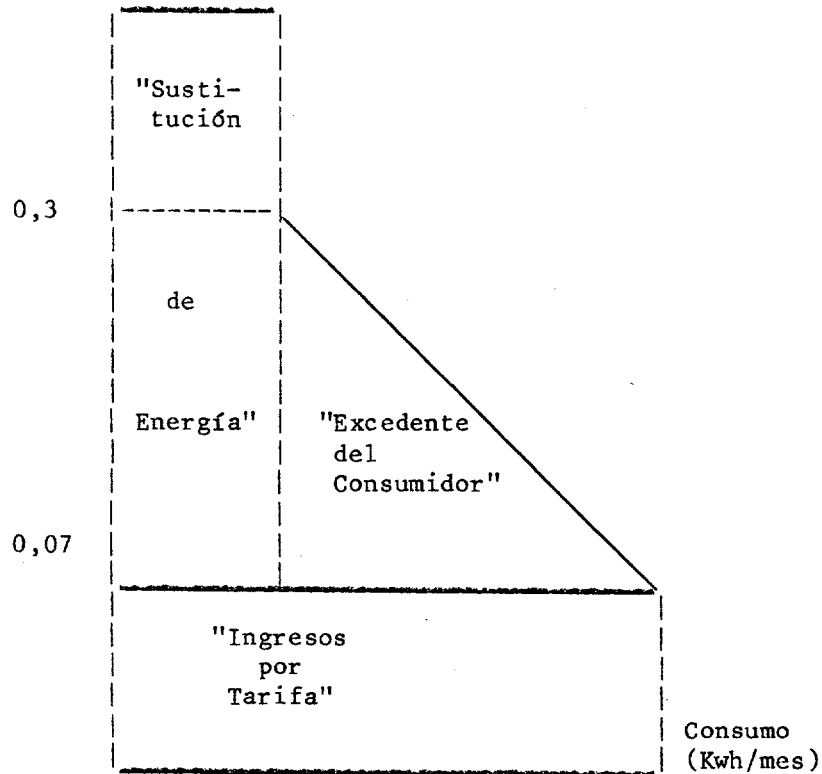 "Susti-
tución
0,3
de
Energía"
"Excedente
del
Consumidor"
0,07
"Ingresos
por
Tarifa"
Consumo
(Kwh/mes)